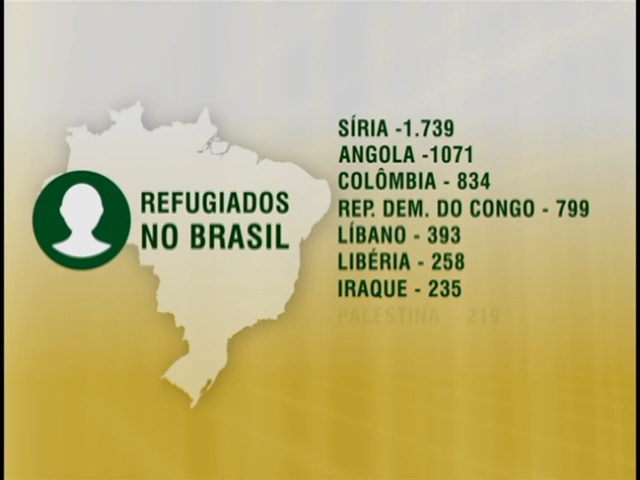 REFUGIADOS
NO BRASIL
SÍRIA -1.739
ANGOLA -1071
COLÔMBIA - 834
REP. DEM. DO CONGO - 799
LÍBANO - 393
LIBÉRIA - 258
IRAQUE - 235
PALESTINA - 219